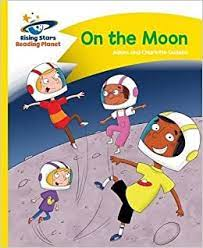 Rising Stars
Reading Planet
On the Moon
Adam and Charlotte Guillain